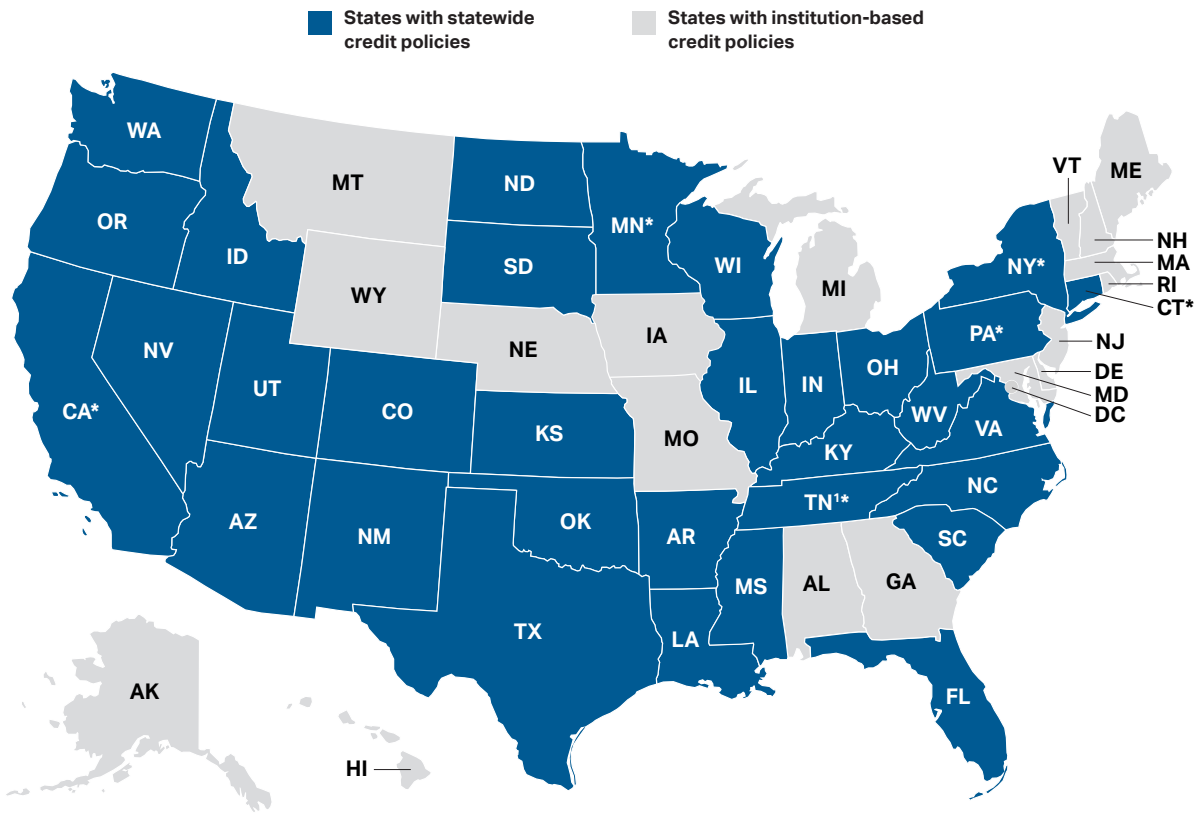 States with statewide
credit policies
States with institution-based
credit policies
WA
MT
ND
MN*
VT
ME
OR
ID
SD
WI
NY*
NH
MA
RI
CT*
WY
MI
NV
NE
IA
PA*
NJ
UT
CO
IL
IN
OH
DE
MD
DC
CA*
KS
MO
WV
VA
KY
AZ
NM
OK
AR
TN¹*
NC
SC
TX
LA
MS
AL
GA
AK
HI
FL